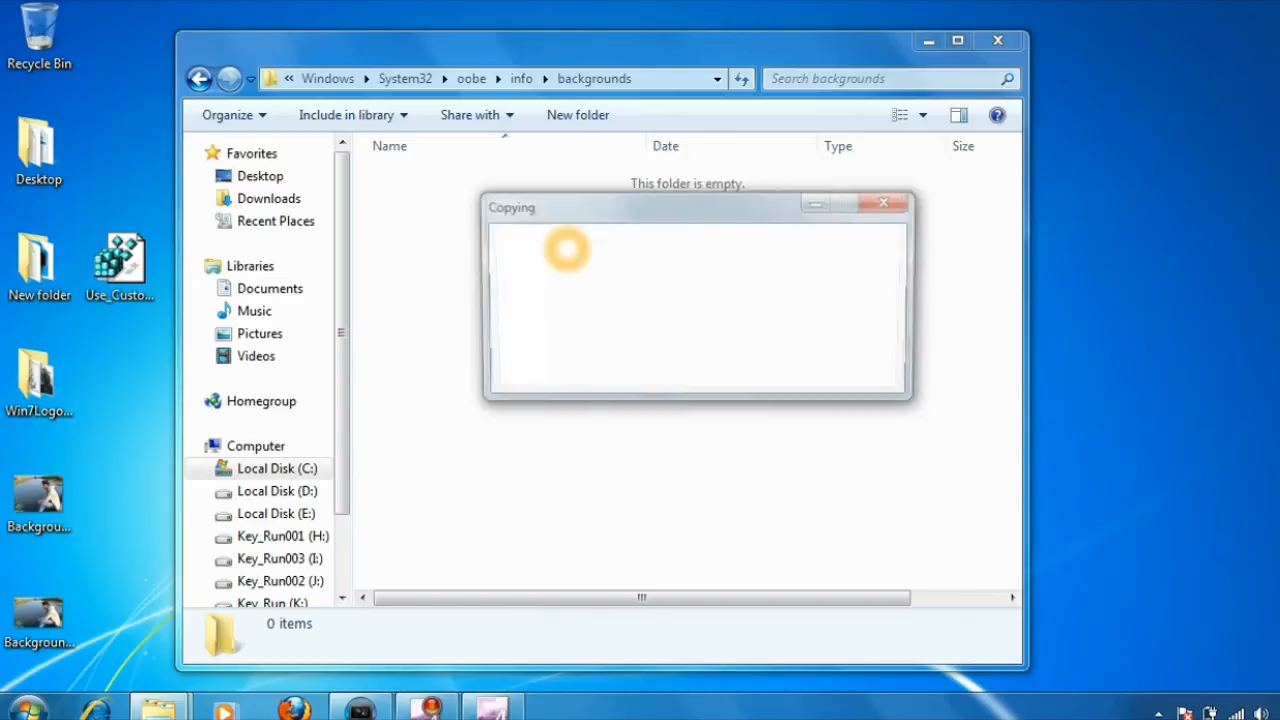 Recycle Bin
Desktop
New folder
Use_Custo...
Win7Logo...
Backgrou...
Backgroun...
« Windows System32 oobe info backgrounds
Search backgrounds
Organize
Include in library
Share with
New folder
Favorites
Desktop
Downloads
Recent Places
Libraries
Documents
Music
Pictures
Videos
Homegroup
Computer
Local Disk (C:)
Local Disk (D:)
Local Disk (E:)
Key_Run001 (H:)
Key_Run003 (I:)
Key_Run002 (J:)
Key_Run (K:)
Name
Date
Type
Size
This folder is empty.
Copying
0 items